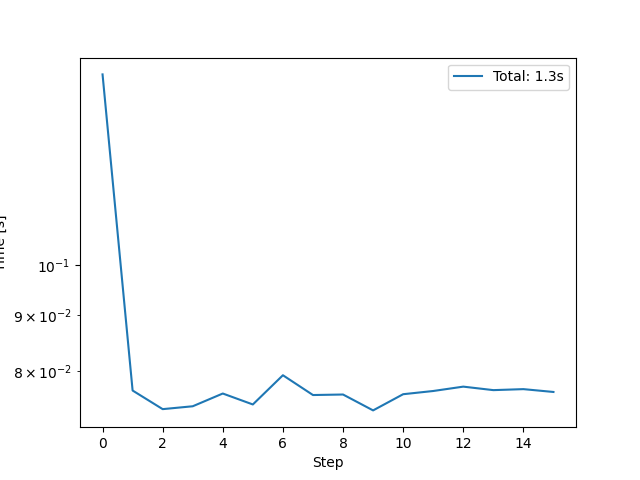 Total: 1.3s
Time [s]
10⁻¹
9 × 10⁻²
8 × 10⁻²
0 2 4 6 8 10 12 14
Step